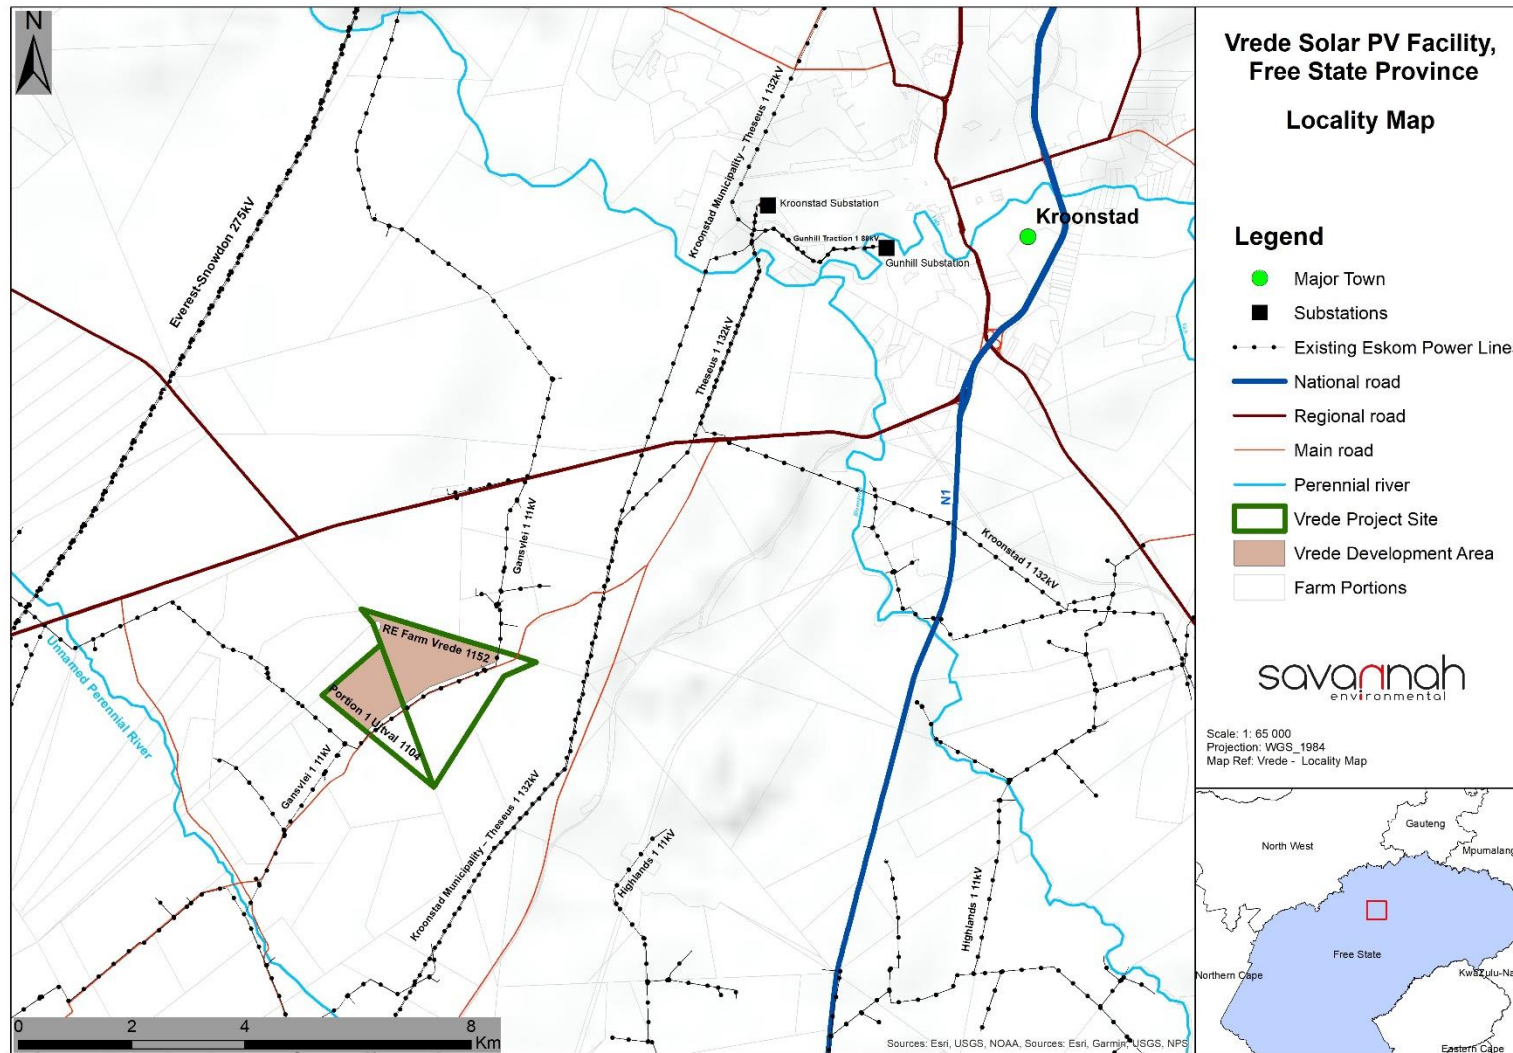 N
Everest-Snowdon 275kV
Kroonstad Municipality – Theseus 1 132kV
Kroonstad Substation
Gunhill Traction 1 88kV
Gunhill Substation
Kroonstad
Theseus 1 132kV
N1
Kroonstad 1 132kV
Gansvlei 1 11kV
RE Farm Vrede 1152
Portion 1 Uitval 1104
Unnamed Perennial River
Gansvlei 1 11kV
Kroonstad Municipality – Theseus 1 132kV
Highlands 1 11kV
Highlands 1 11kV
0 2 4 8
Km
Sources: Esri, USGS, NOAA, Sources: Esri, Garmin, USGS, NPS
Vrede Solar PV Facility,
Free State Province
Locality Map
Legend
Major Town
Substations
Existing Eskom Power Lines
National road
Regional road
Main road
Perennial river
Vrede Project Site
Vrede Development Area
Farm Portions
savannah
environmental
Scale: 1: 65 000
Projection: WGS_1984
Map Ref: Vrede - Locality Map
Gauteng
North West
Mpumalang
Free State
Northern Cape
KwaZulu-Na
Eastern Cape